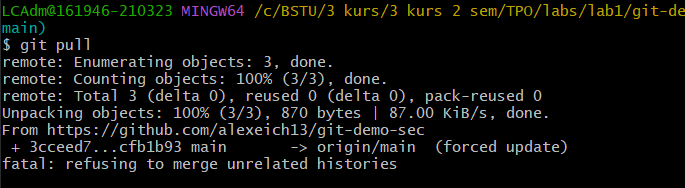 LCAdm@161946-210323 MINGW64 /c/BSTU/3 kurs/3 kurs 2 sem/TPO/labs/lab1/git-de
main)
$ git pull
remote: Enumerating objects: 3, done.
remote: Counting objects: 100% (3/3), done.
remote: Total 3 (delta 0), reused 0 (delta 0), pack-reused 0
Unpacking objects: 100% (3/3), 870 bytes | 87.00 KiB/s, done.
From https://github.com/alexeich13/git-demo-sec
 + 3cceed7...cfb1b93 main       -> origin/main  (forced update)
fatal: refusing to merge unrelated histories